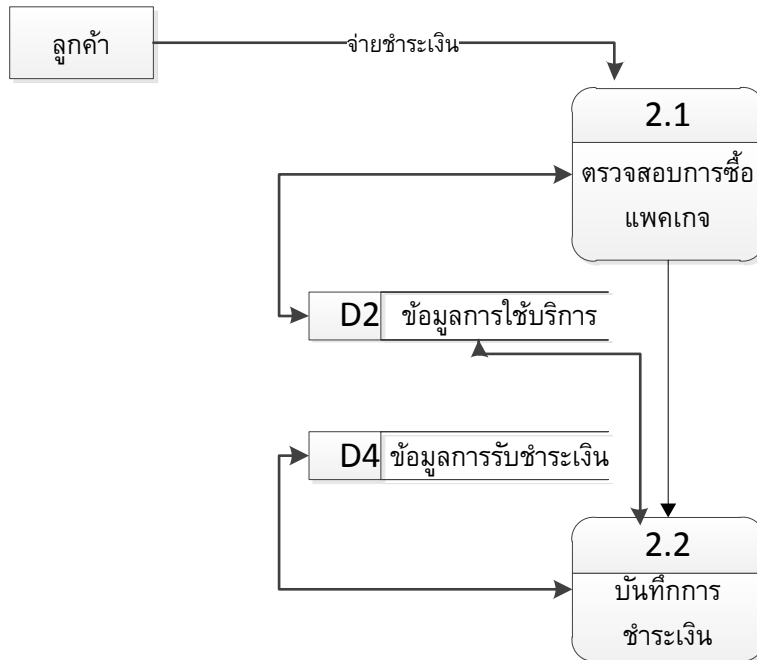 ลูกค้า
จ่ายชำระเงิน
2.1
ตรวจสอบการซื้อ
แพคเกจ
D2 ข้อมูลการใช้บริการ
D4 ข้อมูลการรับชำระเงิน
2.2
บันทึกการ
ชำระเงิน